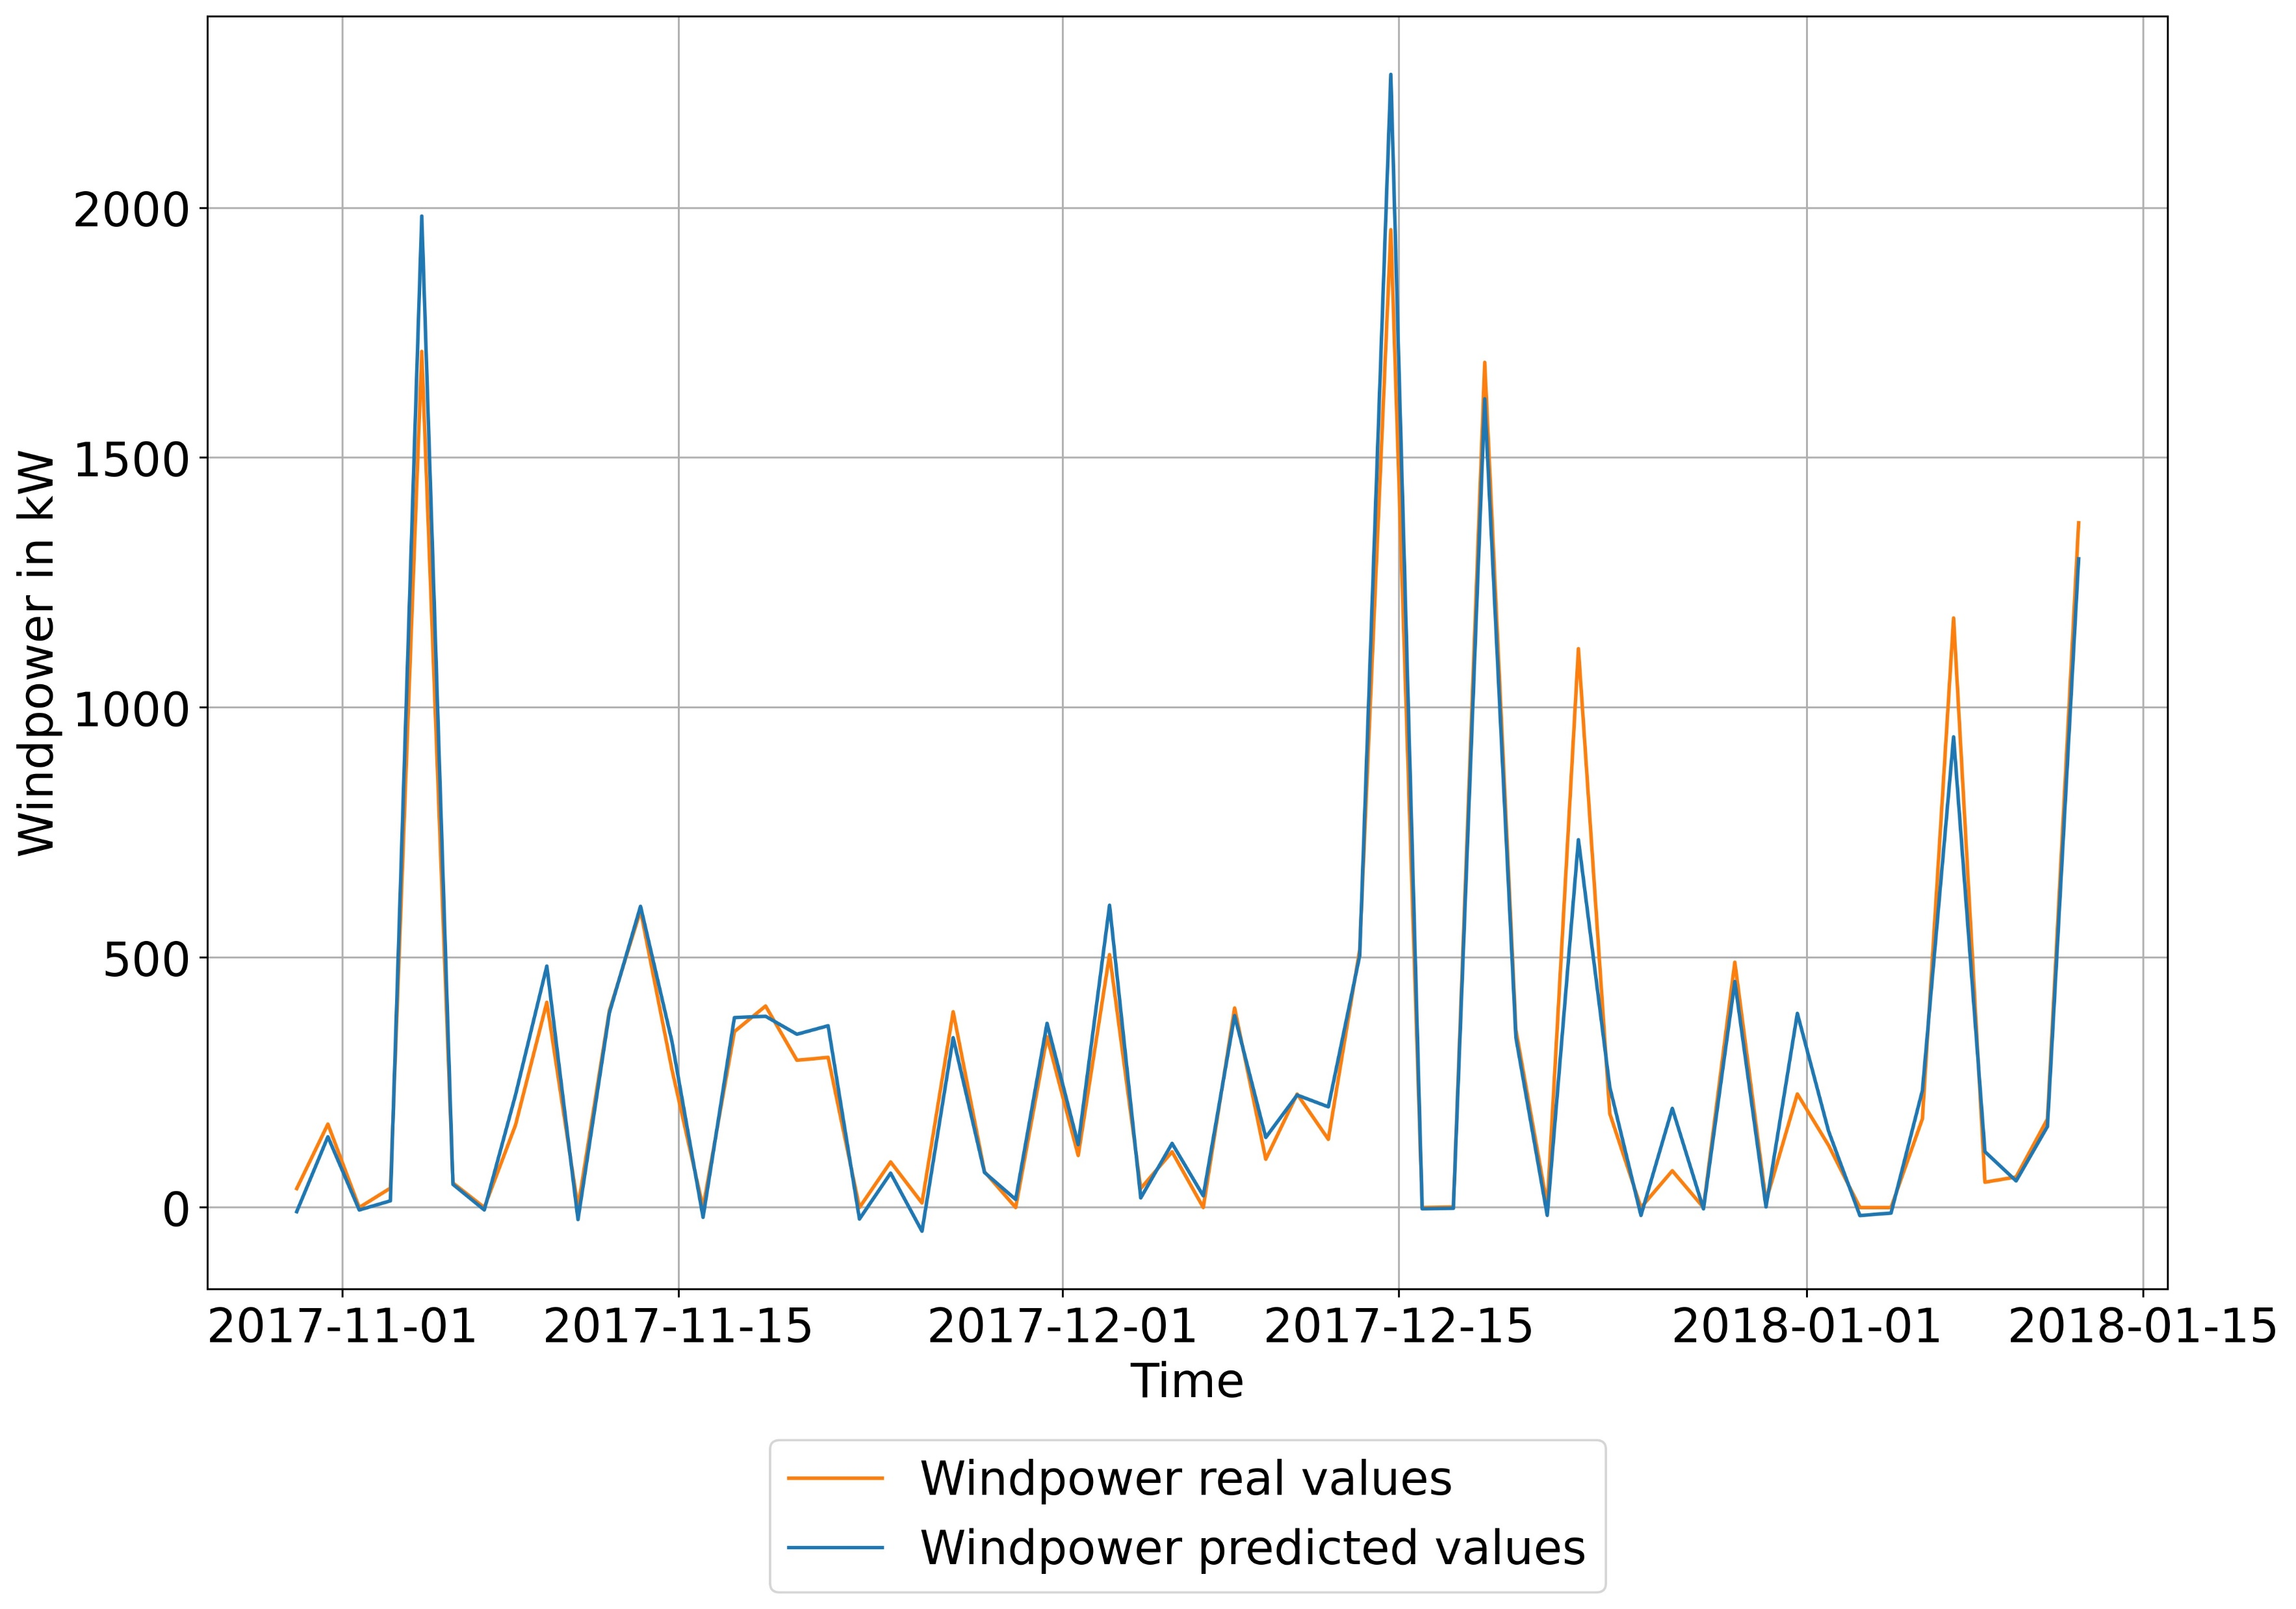 2000
1500
1000
500
0
Windpower in kW
2017-11-01 2017-11-15 2017-12-01 2017-12-15 2018-01-01 2018-01-15
Time
Windpower real values
Windpower predicted values